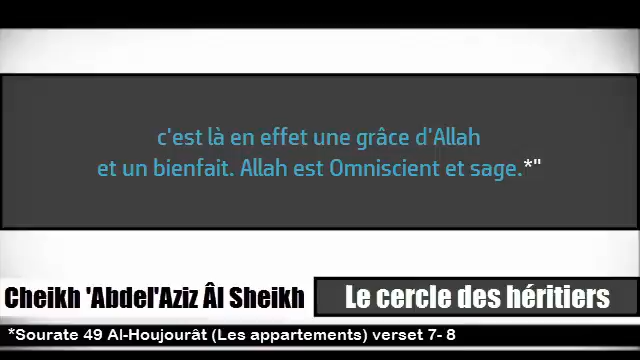 c'est là en effet une grâce d'Allah
et un bienfait. Allah est Omniscient et sage.*"
Cheikh 'Abdel'Aziz Âl Sheikh
Le cercle des héritiers
*Sourate 49 Al-Houjourât (Les appartements) verset 7- 8